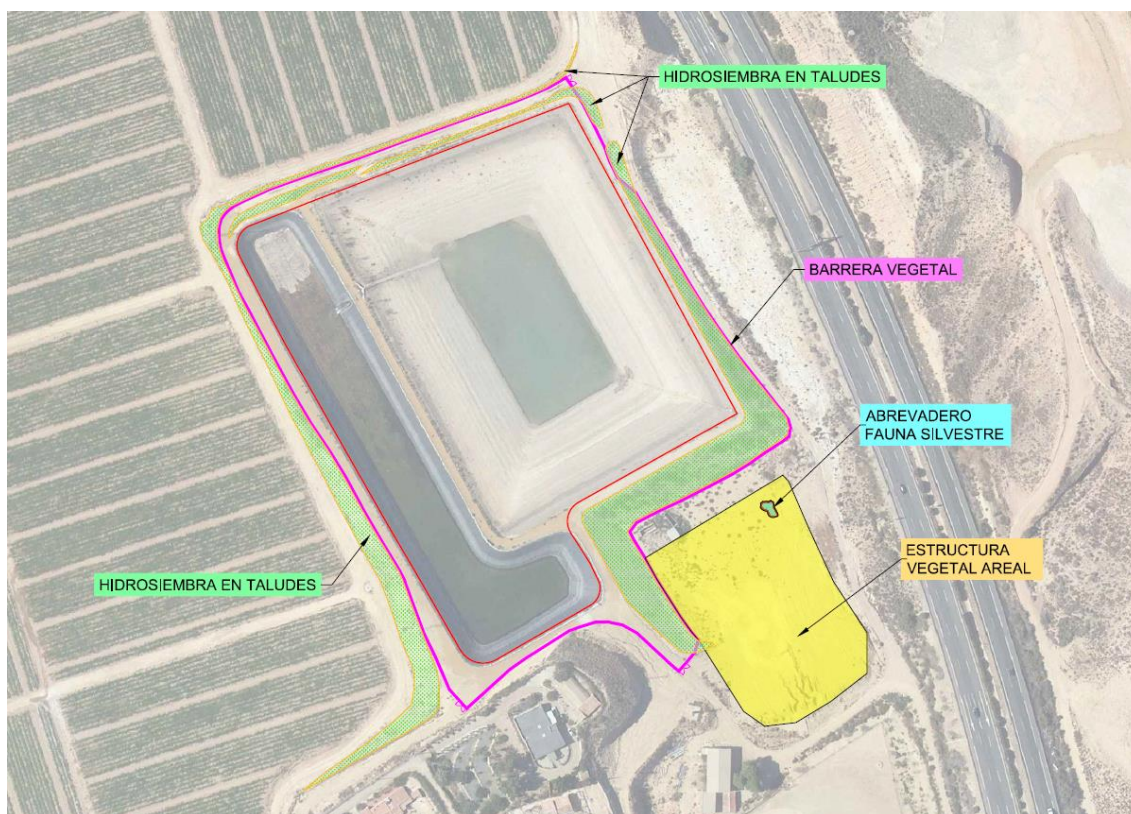 HIDROSIEMBRA EN TALUDES
BARRERA VEGETAL
ABREVADERO
FAUNA SILVESTRE
ESTRUCTURA
VEGETAL AREAL
HIDROSIEMBRA EN TALUDES